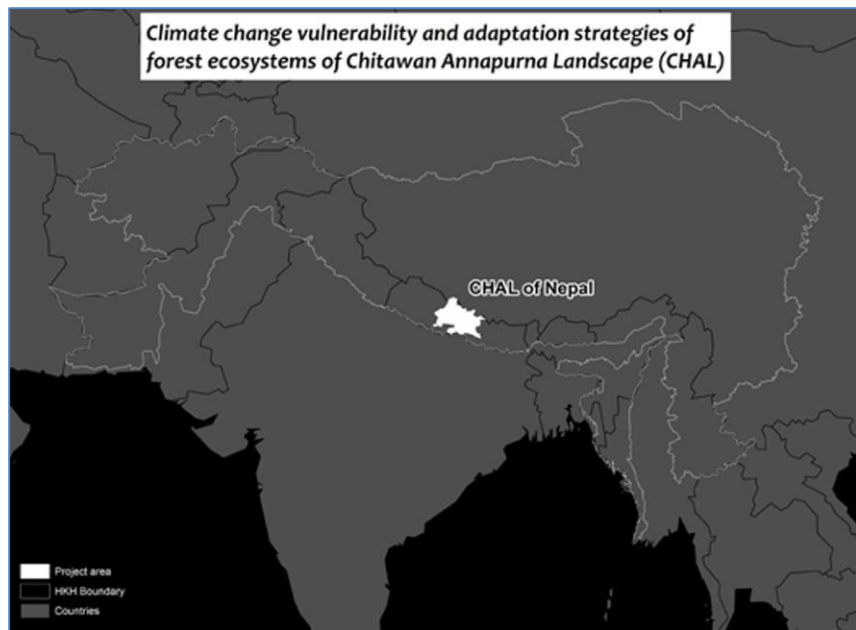 Climate change vulnerability and adaptation strategies of
forest ecosystems of Chitawan Annapurna Landscape (CHAL)
CHAL of Nepal
Project area
HKH Boundary
Countries